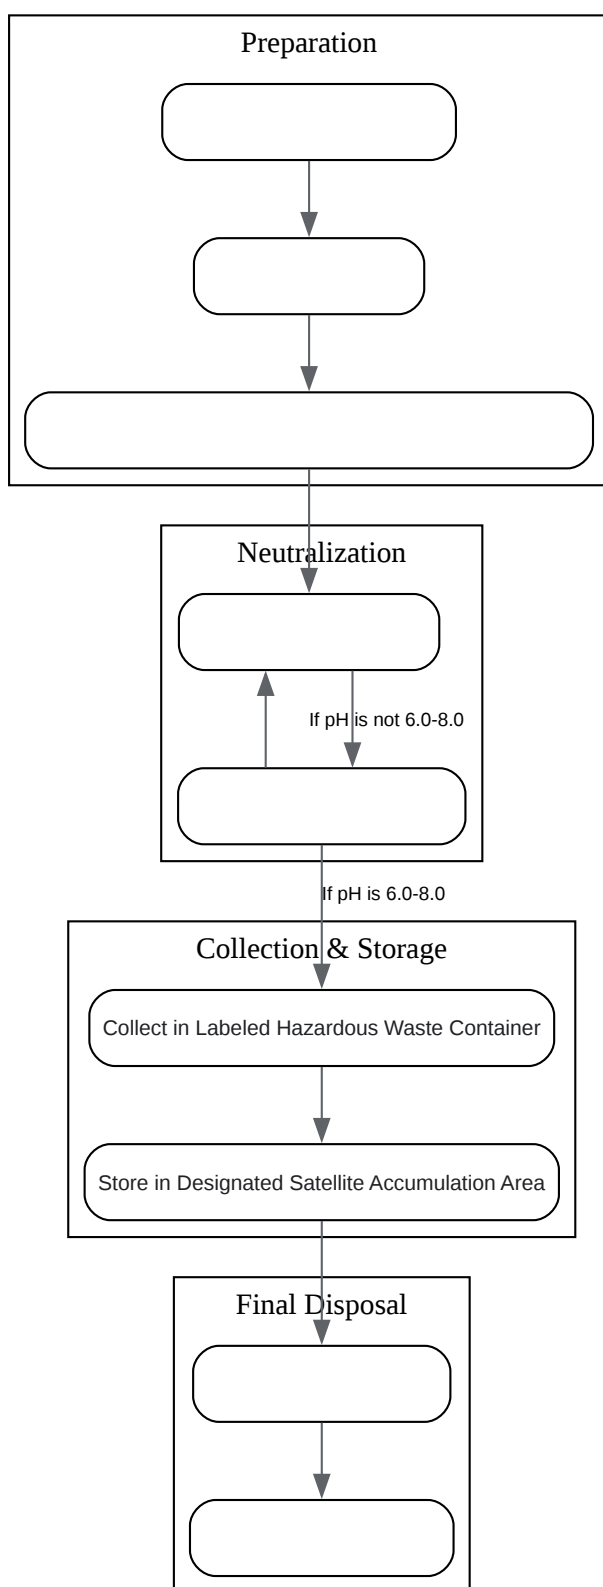 Preparation
Neutralization
If pH is not 6.0-8.0
If pH is 6.0-8.0
Collection & Storage
Collect in Labeled Hazardous Waste Container
Store in Designated Satellite Accumulation Area
Final Disposal